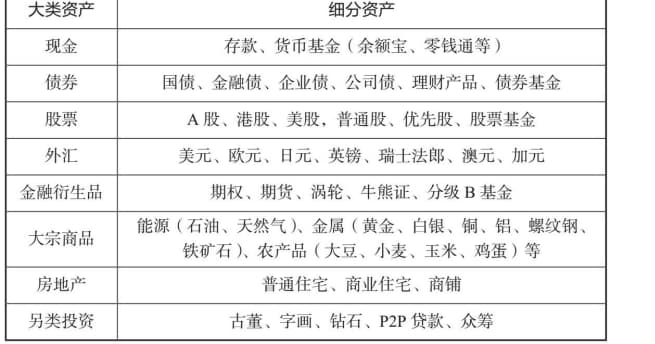 大类资产 细分资产
现金 存款、货币基金（余额宝、零钱通等）
债券 国债、金融债、企业债、公司债、理财产品、债券基金
股票 A 股、港股、美股，普通股、优先股、股票基金
外汇 美元、欧元、日元、英镑、瑞士法郎、澳元、加元
金融衍生品 期权、期货、涡轮、牛熊证、分级 B 基金
大宗商品 能源（石油、天然气）、金属（黄金、白银、铜、铝、螺纹钢、
铁矿石）、农产品（大豆、小麦、玉米、鸡蛋）等
房地产 普通住宅、商业住宅、商铺
另类投资 古董、字画、钻石、P2P 贷款、众筹